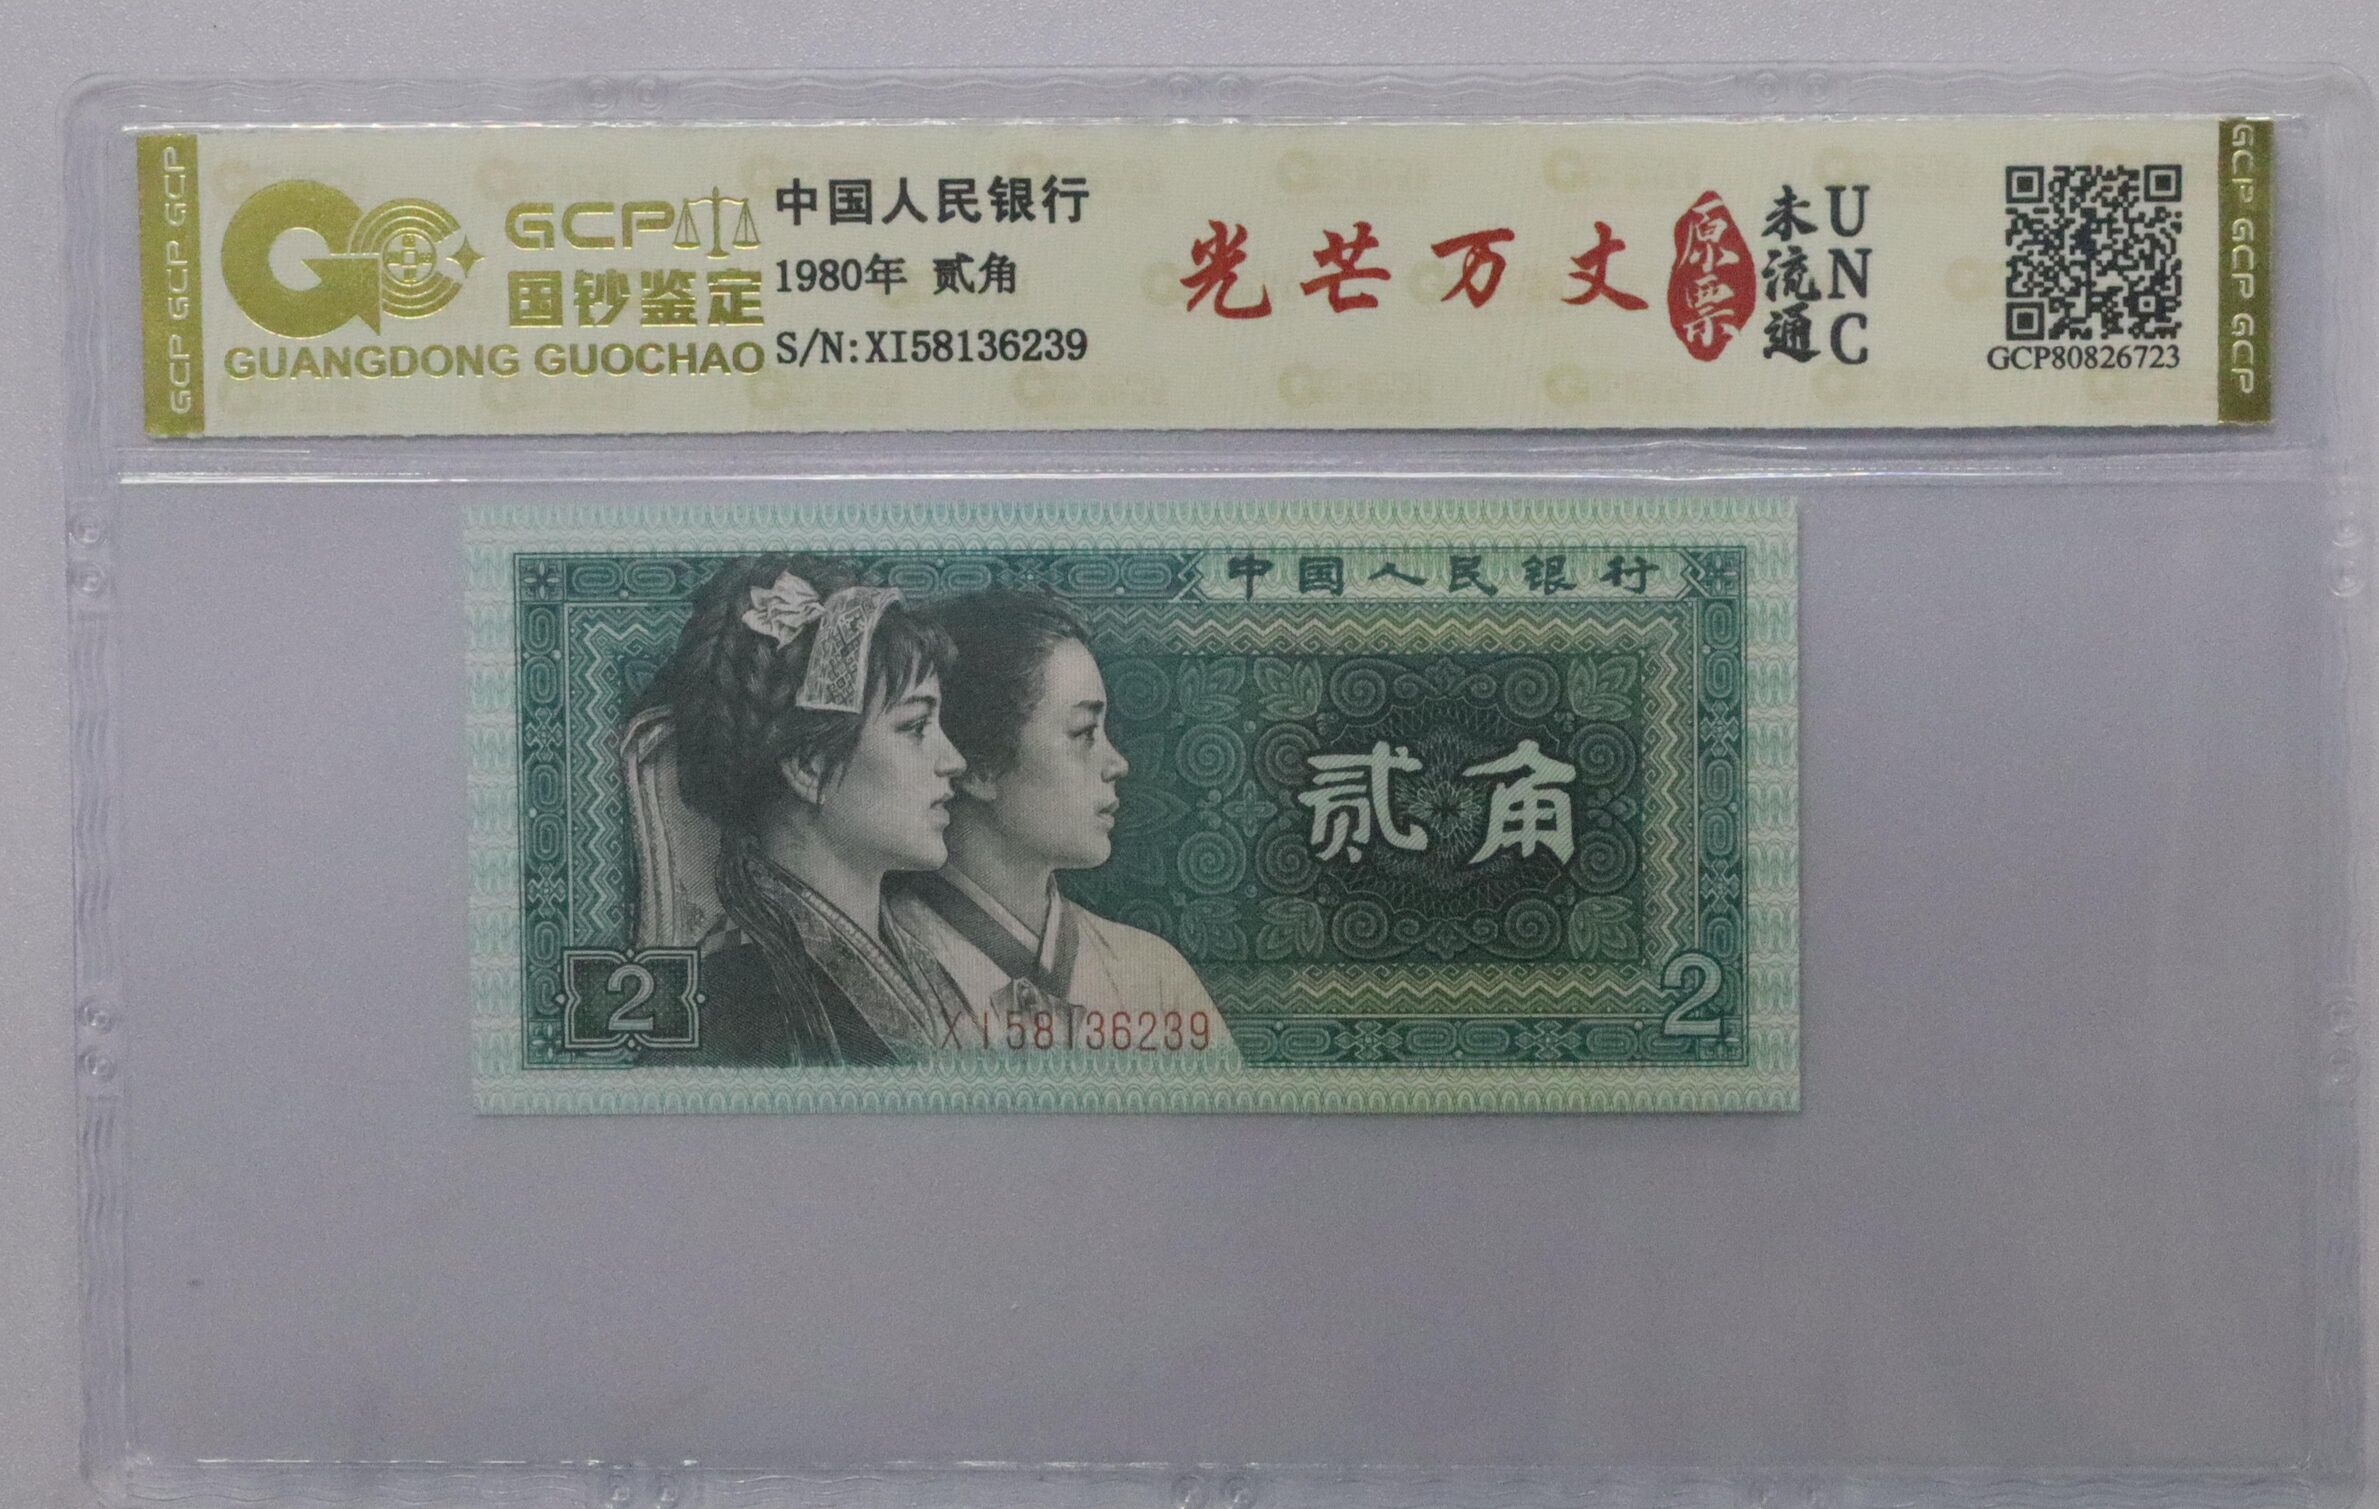 GCP GCP GCP
GCP
国钞鉴定
GUANGDONG GUOCHAO
中国人民银行
1980年 贰角
S/N:XI58136239
光芒万丈
原票
未流通
UNC
GCP80826723
GCP GCP GCP
中国人民银行
贰角
2
2
XI58136239